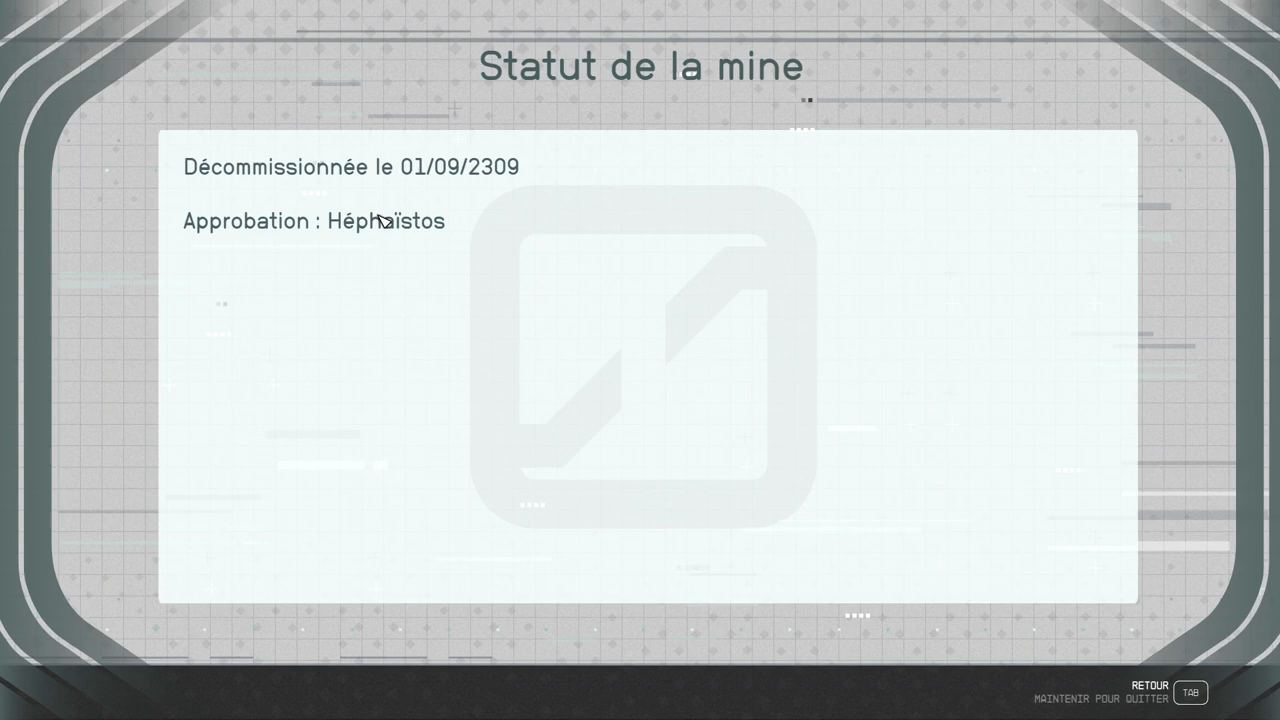 Statut de la mine
Décommissionnée le 01/09/2309
Approbation : Héphaïstos
RETOUR
MAINTENIR POUR QUITTER
TAB